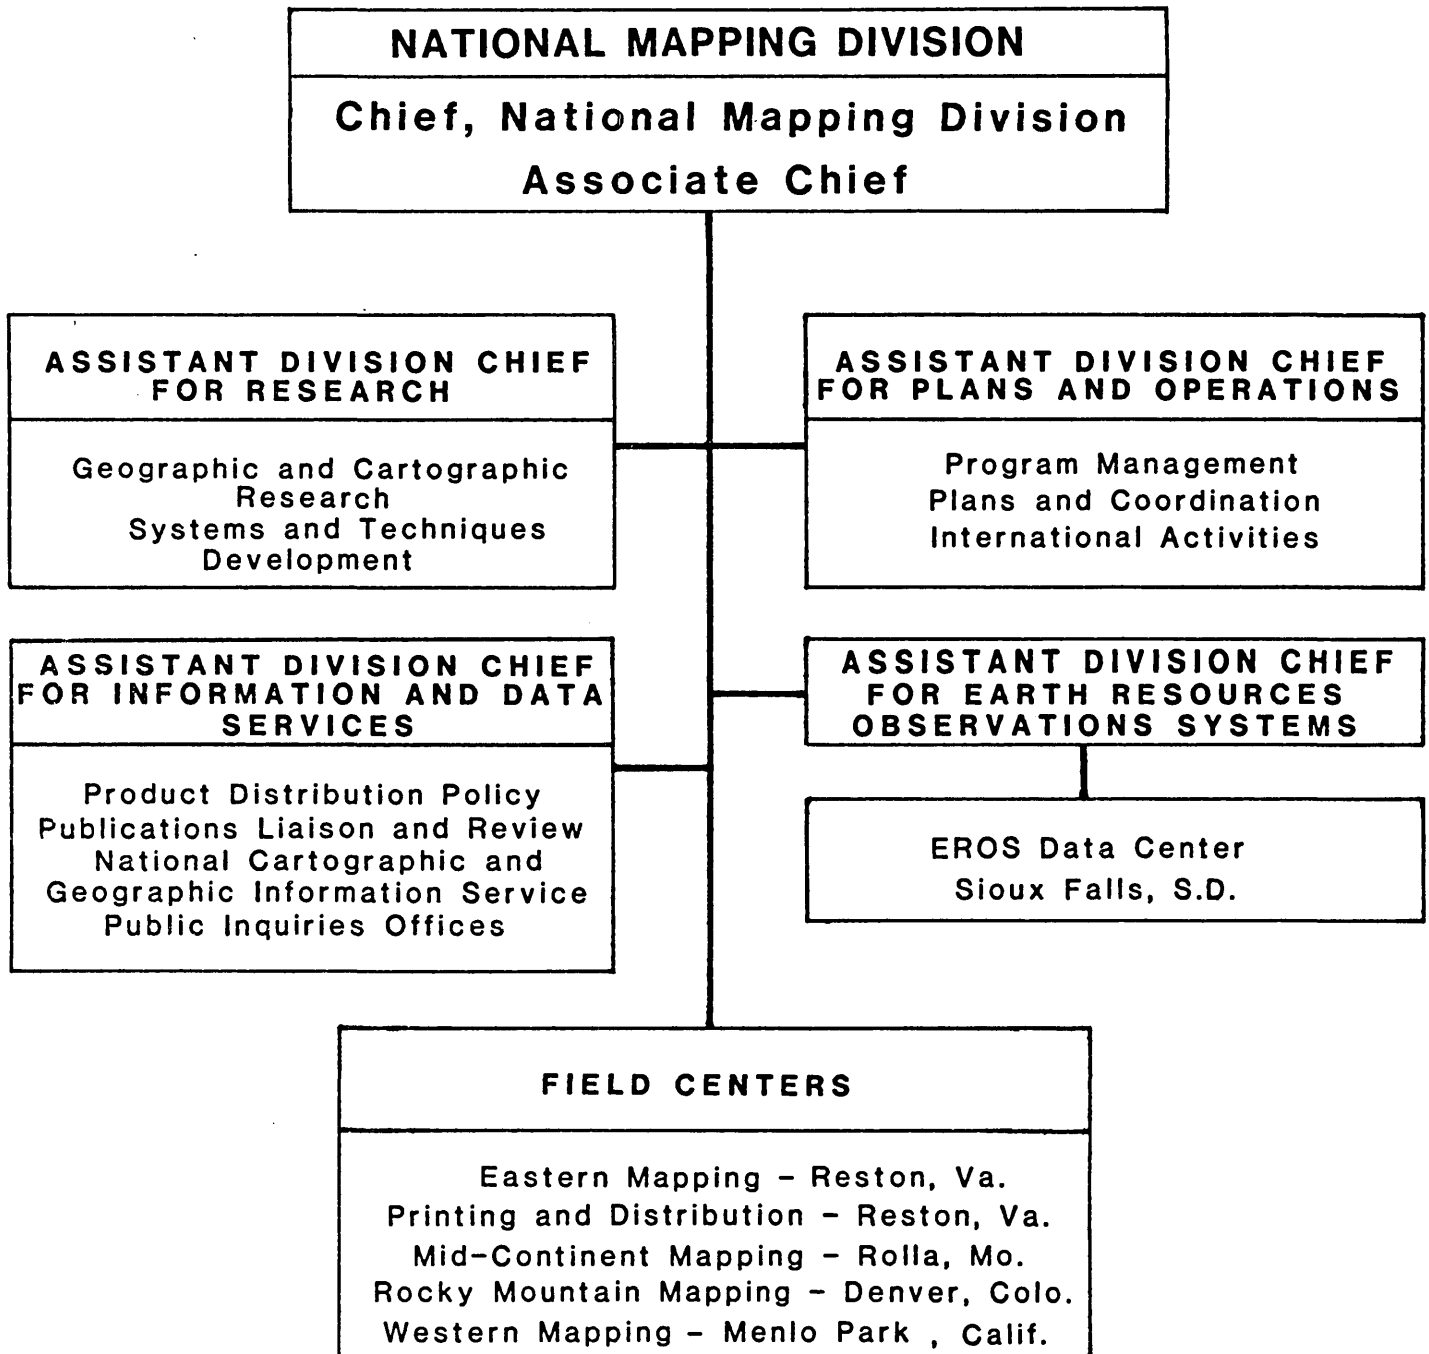 NATIONAL MAPPING DIVISION
Chief, National Mapping Division
Associate Chief
ASSISTANT DIVISION CHIEF
FOR RESEARCH
Geographic and Cartographic
Research
Systems and Techniques
Development
ASSISTANT DIVISION CHIEF
FOR PLANS AND OPERATIONS
Program Management
Plans and Coordination
International Activities
ASSISTANT DIVISION CHIEF
FOR INFORMATION AND DATA
SERVICES
Product Distribution Policy
Publications Liaison and Review
National Cartographic and
Geographic Information Service
Public Inquiries Offices
ASSISTANT DIVISION CHIEF
FOR EARTH RESOURCES
OBSERVATIONS SYSTEMS
EROS Data Center
Sioux Falls, S.D.
FIELD CENTERS
Eastern Mapping – Reston, Va.
Printing and Distribution – Reston, Va.
Mid-Continent Mapping – Rolla, Mo.
Rocky Mountain Mapping – Denver, Colo.
Western Mapping – Menlo Park , Calif.